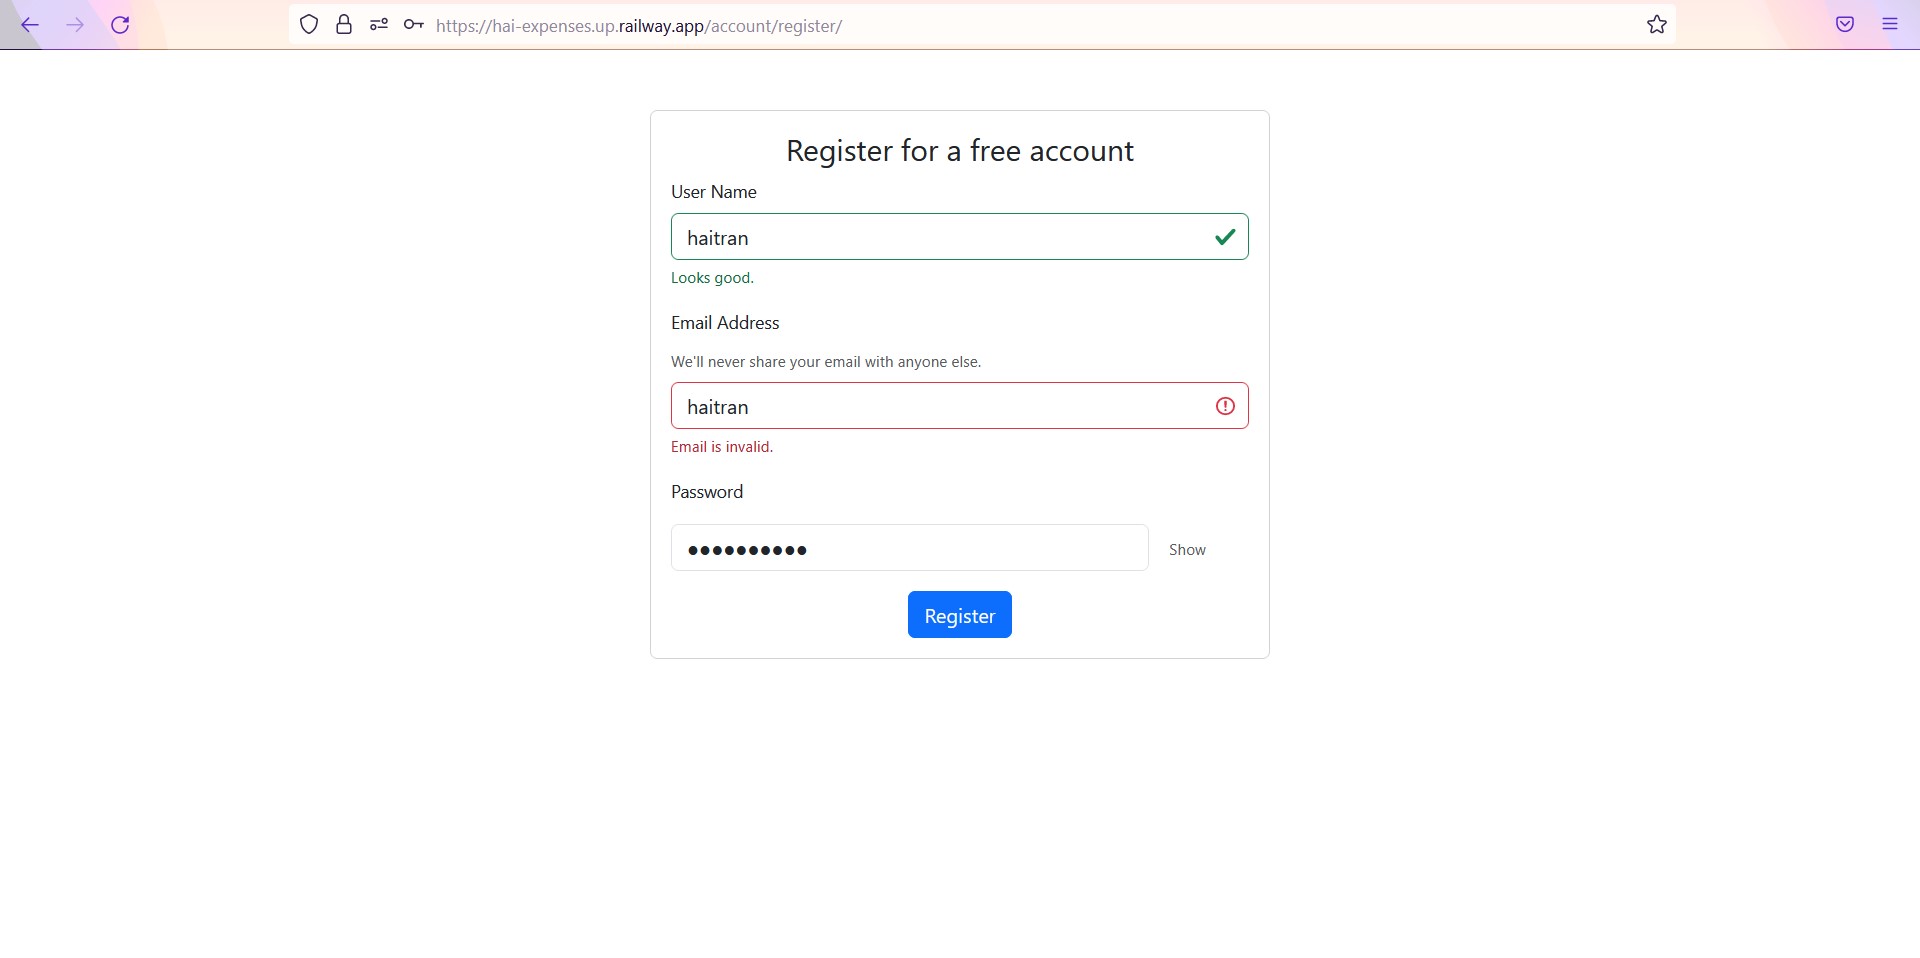 https://hai-expenses.up.railway.app/account/register/
Register for a free account
User Name
haitran
Looks good.
Email Address
We'll never share your email with anyone else.
haitran
Email is invalid.
Password
●●●●●●●●●● Show
Register